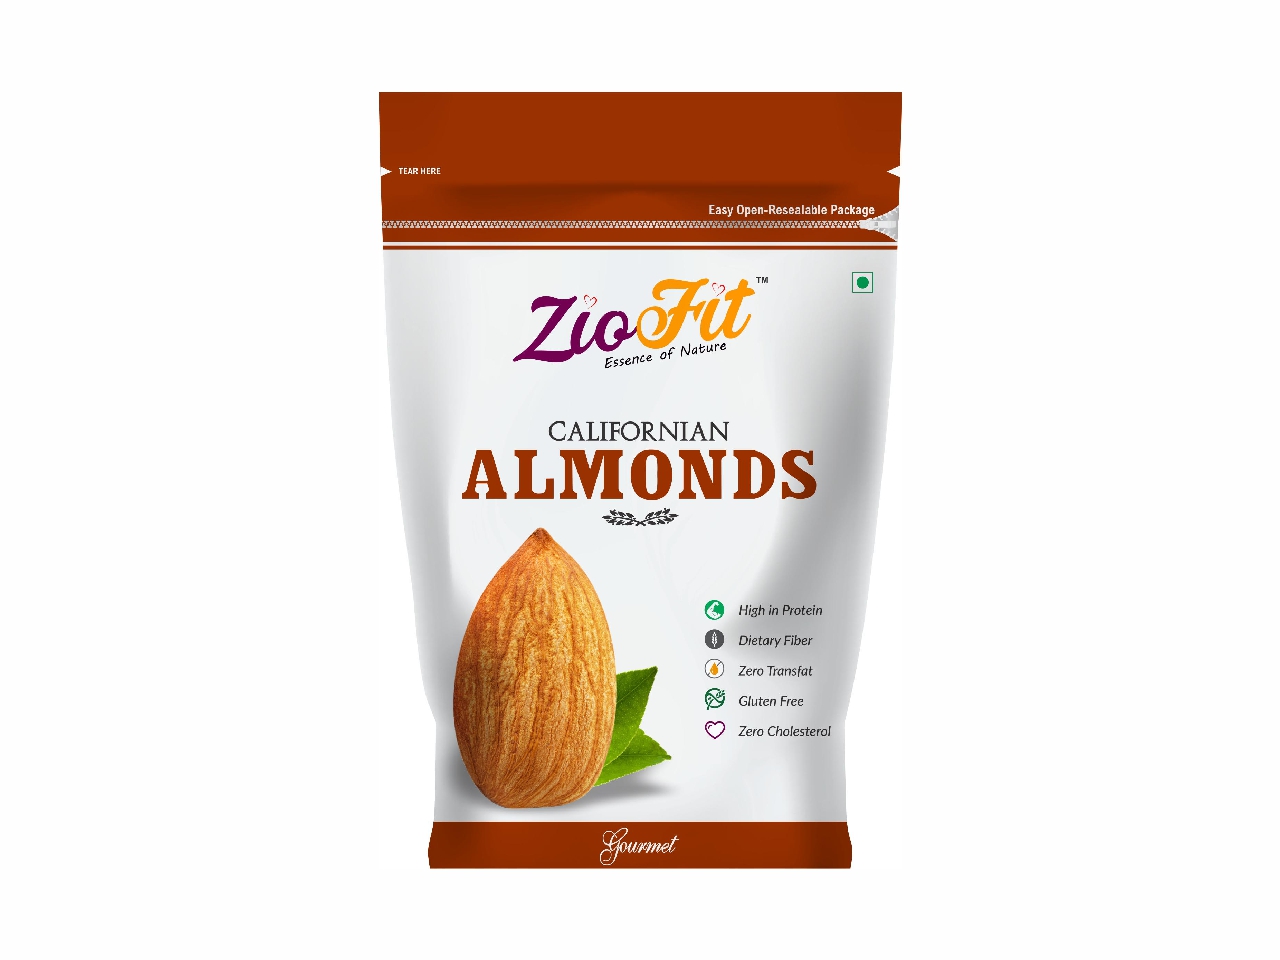 TEAR HERE
Easy Open-Resealable Package
ZioFit™
Essence of Nature
CALIFORNIAN
ALMONDS
High in Protein
Dietary Fiber
Zero Transfat
Gluten Free
Zero Cholesterol
Gourmet